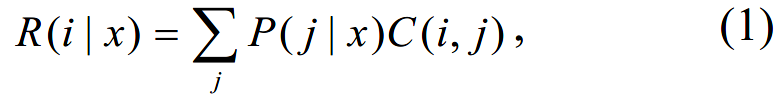 R(i | x) = ∑_j P(j | x)C(i, j) , (1)